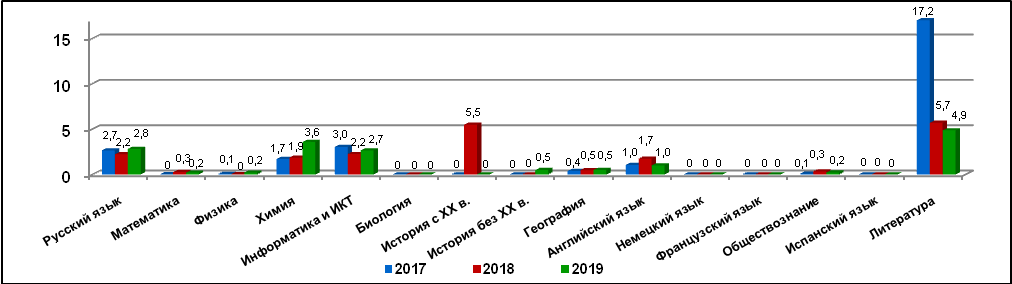 17,2
15
10
5
0
2,7 2,2 2,8
0 0,3 0,2
0,1 0 0,2
1,7 1,9 3,6
3,0 2,2 2,7
0 0 0
0 5,5 0
0 0 0,5
0,4 0,5 0,5
1,0 1,7 1,0
0 0 0
0 0 0
0,1 0,3 0,2
0 0 0
5,7 4,9
Русский язык
Математика
Физика
Химия
Информатика и ИКТ
Биология
История с XX в.
История без XX в.
География
Английский язык
Немецкий язык
Французский язык
Обществознание
Испанский язык
Литература
2017 2018 2019